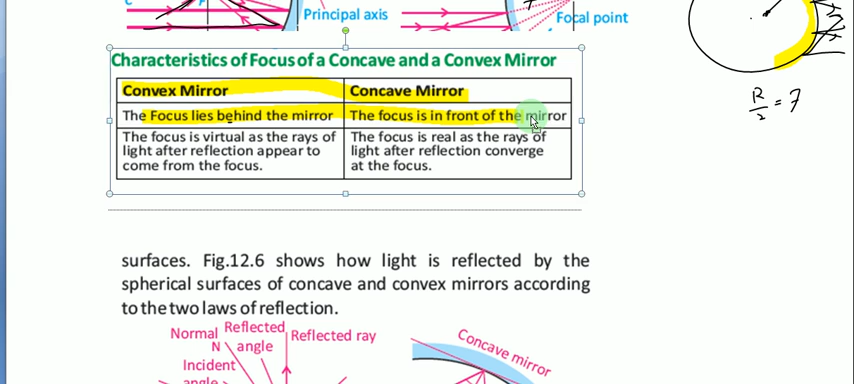 Principal axis
Focal point
Characteristics of Focus of a Concave and a Convex Mirror
Convex Mirror
Concave Mirror
The Focus lies behind the mirror
The focus is in front of the mirror
The focus is virtual as the rays of
light after reflection appear to
come from the focus.
The focus is real as the rays of
light after reflection converge
at the focus.
R/2 = 7
surfaces. Fig.12.6 shows how light is reflected by the
spherical surfaces of concave and convex mirrors according
to the two laws of reflection.
Normal
N
Reflected
angle
Reflected ray
Incident
angle
Concave mirror